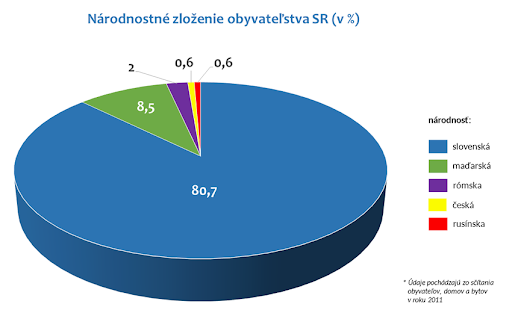 Národnostné zloženie obyvateľstva SR (v %)
0,6
0,6
2
8,5
80,7
národnosť:
slovenská
maďarská
rómska
česká
rusínska
* Údaje pochádzajú zo sčítania
obyvateľov, domov a bytov
v roku 2011